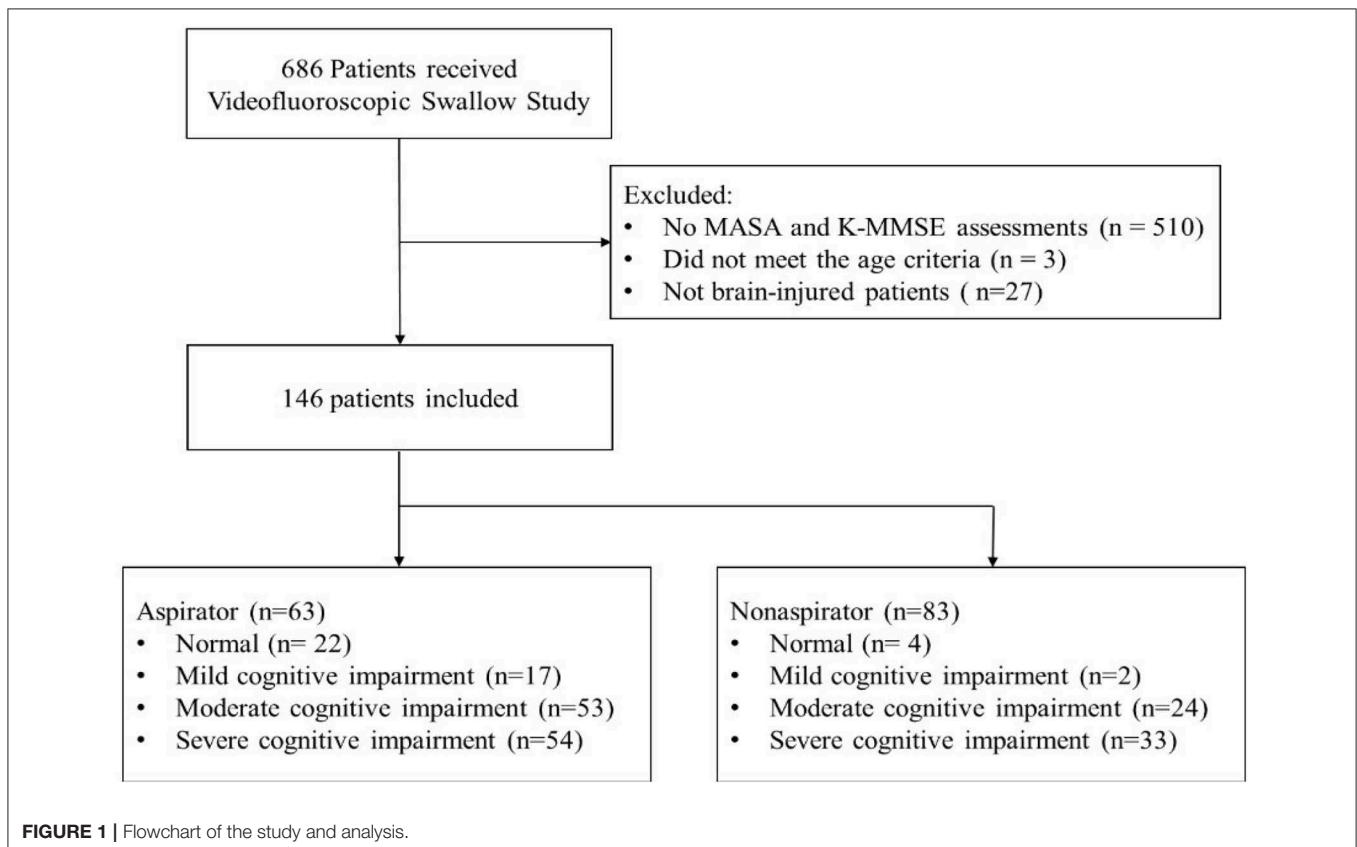 686 Patients received
Videofluoroscopic Swallow Study
Excluded:
• No MASA and K-MMSE assessments (n = 510)
• Did not meet the age criteria (n = 3)
• Not brain-injured patients ( n=27)
146 patients included
Aspirator (n=63)
• Normal (n= 22)
• Mild cognitive impairment (n=17)
• Moderate cognitive impairment (n=53)
• Severe cognitive impairment (n=54)
Nonaspirator (n=83)
• Normal (n= 4)
• Mild cognitive impairment (n=2)
• Moderate cognitive impairment (n=24)
• Severe cognitive impairment (n=33)
FIGURE 1 | Flowchart of the study and analysis.